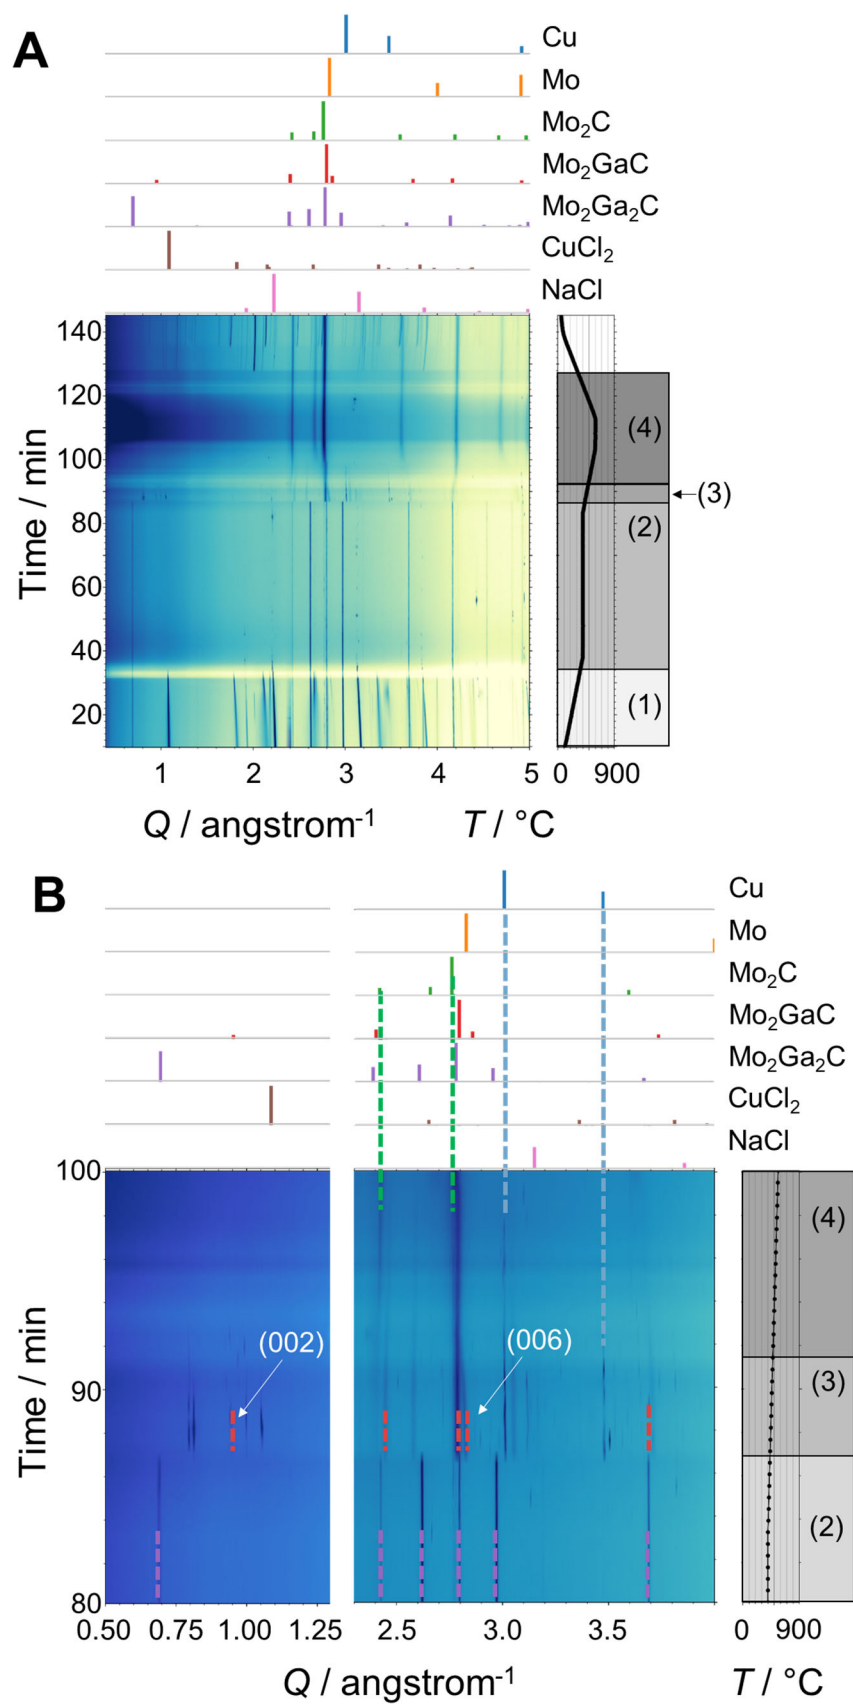 A
Cu
Mo
Mo₂C
Mo₂GaC
Mo₂Ga₂C
CuCl₂
NaCl
140
120
100
80
60
40
20
Time / min
(4)
(3)
(2)
(1)
1 2 3 4 5
0 900
Q / angstrom⁻¹
T / °C
B
Cu
Mo
Mo₂C
Mo₂GaC
Mo₂Ga₂C
CuCl₂
NaCl
100
90
80
Time / min
(002)
(006)
(4)
(3)
(2)
0.50 0.75 1.00 1.25
2.5 3.0 3.5
0 900
Q / angstrom⁻¹
T / °C